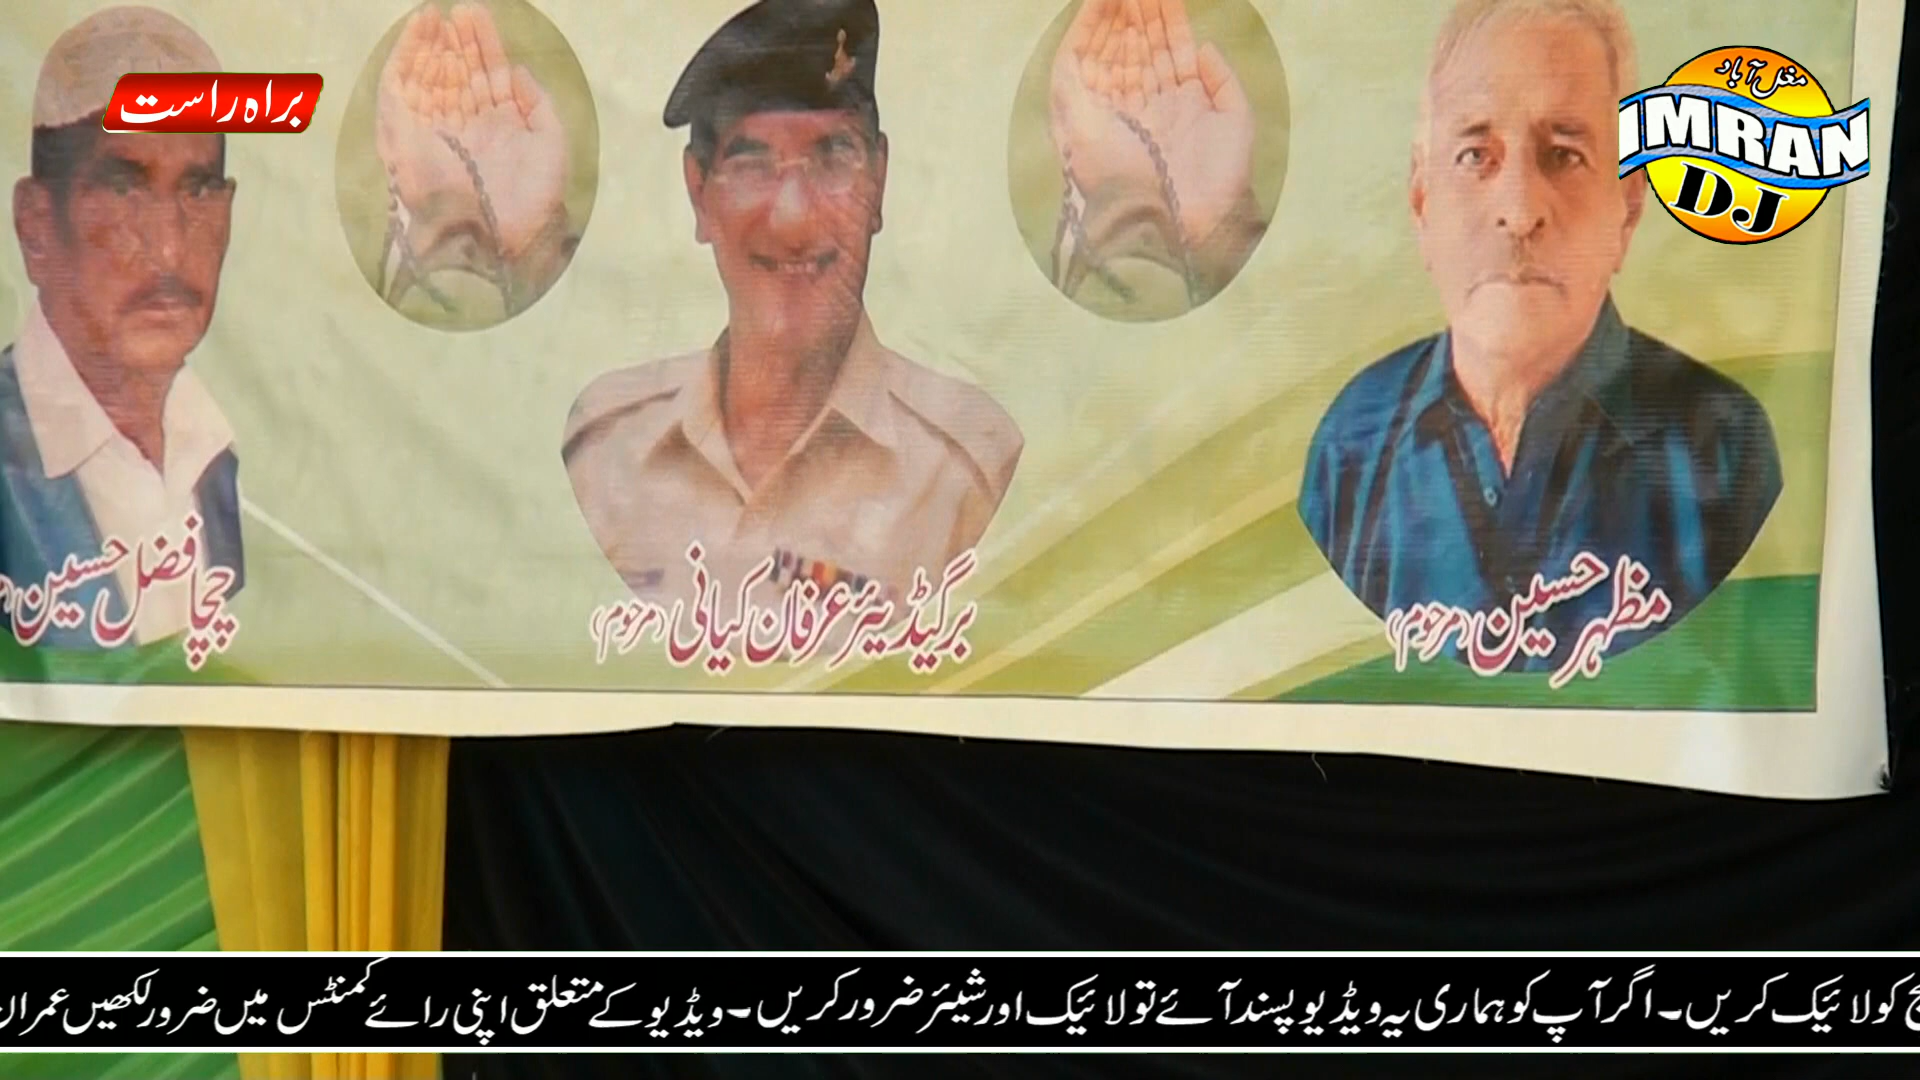 براہ راست
مغل آباد
IMRAN
DJ
چچا فضل حسین
بریگیڈیئر عرفان کیانی (مرحوم)
مظہر حسین (مرحوم)
کو لائیک کریں۔ اگر آپ کو ہماری یہ ویڈیو پسند آئے تو لائیک اور شیئر ضرور کریں۔ ویڈیو کے متعلق اپنی رائے کمنٹس میں ضرور لکھیں عمران